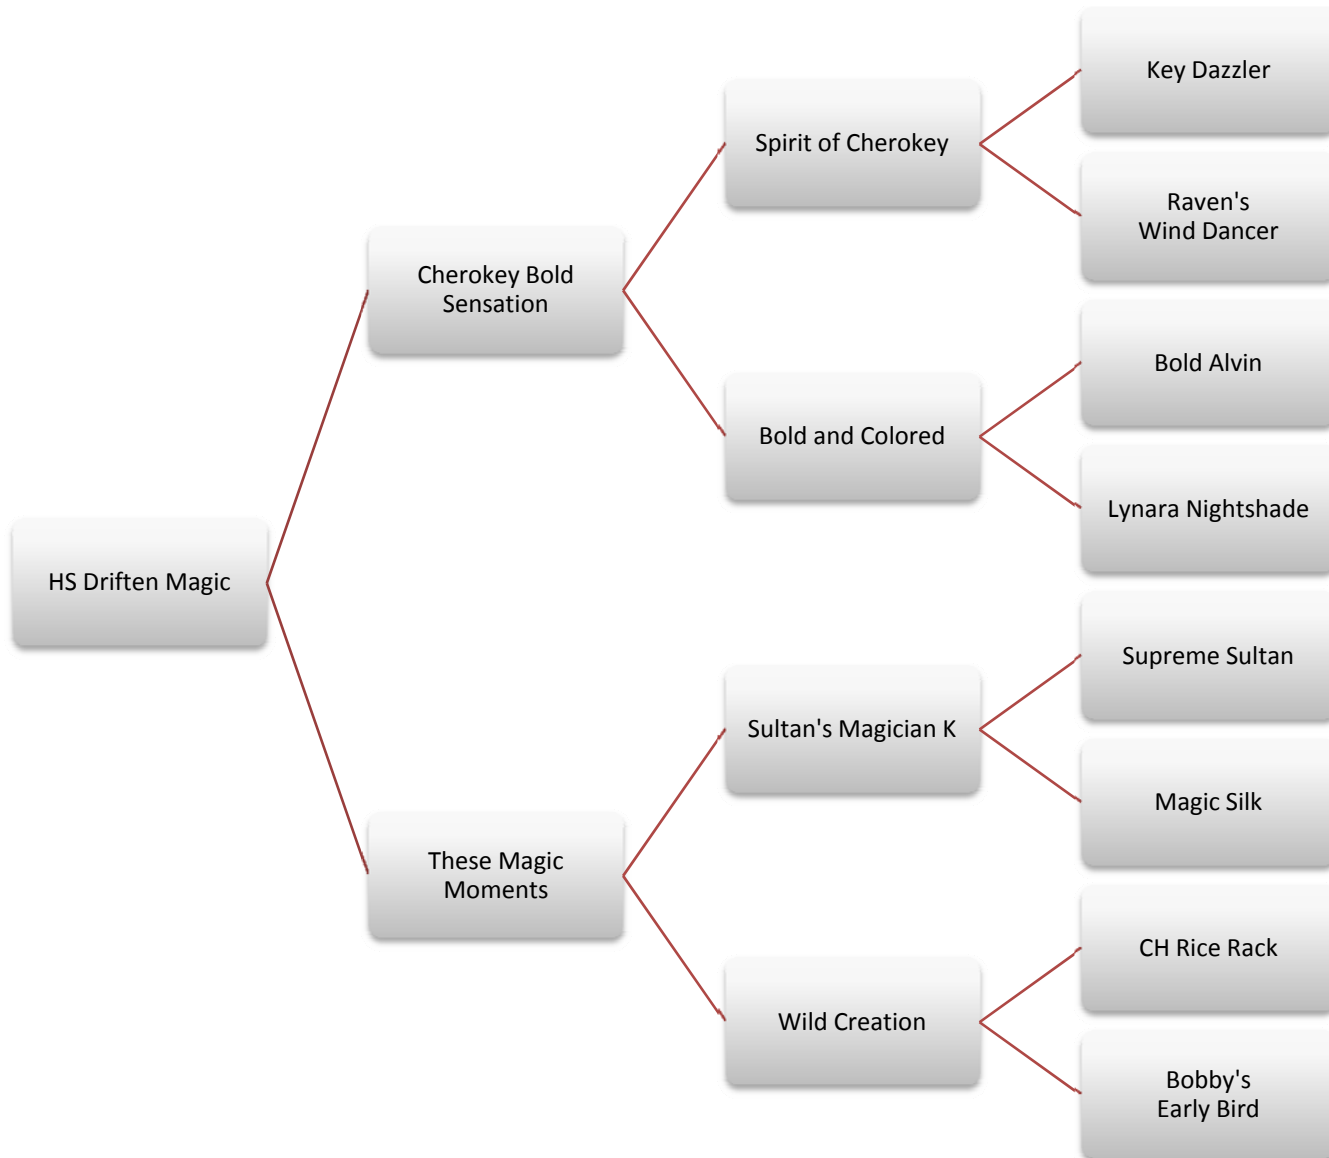 Key Dazzler
Spirit of Cherokey
Raven's
Wind Dancer
Cherokey Bold
Sensation
Bold Alvin
Bold and Colored
Lynara Nightshade
HS Driften Magic
Supreme Sultan
Sultan's Magician K
Magic Silk
These Magic
Moments
CH Rice Rack
Wild Creation
Bobby's
Early Bird